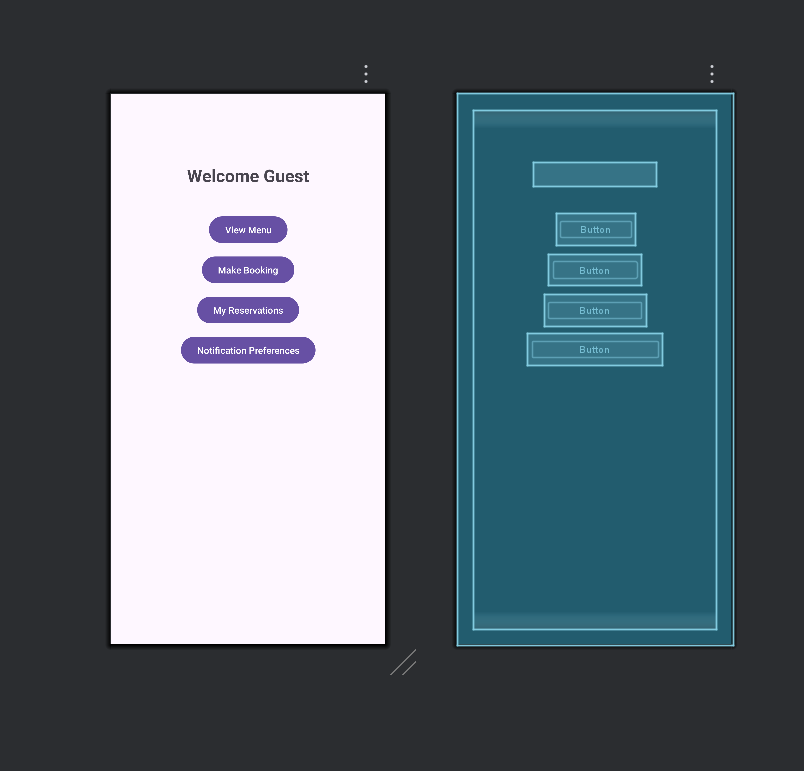 Welcome Guest
View Menu
Make Booking
My Reservations
Notification Preferences
Button
Button
Button
Button